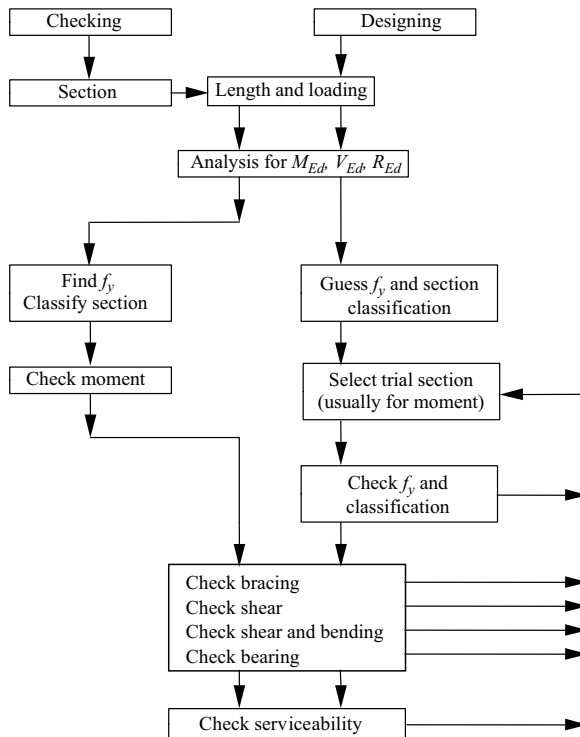 Checking
Designing
Section
Length and loading
Analysis for M_Ed, V_Ed, R_Ed
Find f_y
Classify section
Guess f_y and section
classification
Check moment
Select trial section
(usually for moment)
Check f_y and
classification
Check bracing
Check shear
Check shear and bending
Check bearing
Check serviceability